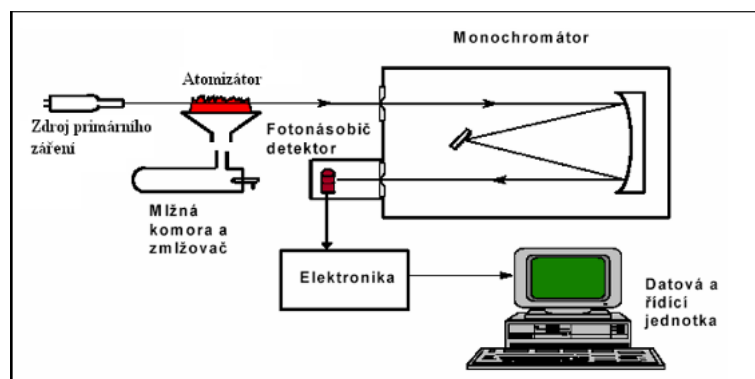 Monochromátor
Atomizátor
Zdroj primárního
záření
Fotonásobič
detektor
Mlžná
komora a
zmlžovač
Elektronika
Datová a
řídící
jednotka